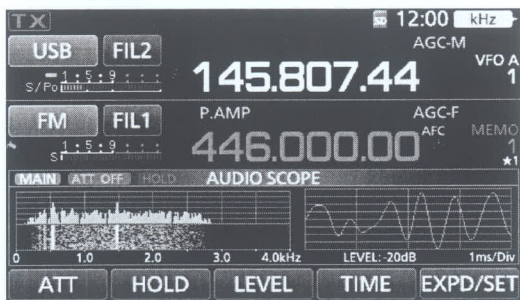 TX SD 12:00 kHz
USB FIL2 AGC-M
VFO A
S/Po 1·5·9 145.807.44 1
FM FIL1 P.AMP AGC-F
AFC MEMO
S 1·5·9 446.000.00 1
★1
MAIN ATT OFF HOLD AUDIO SCOPE
0 1.0 2.0 3.0 4.0kHz LEVEL:-20dB 1ms/Div
ATT HOLD LEVEL TIME EXPD/SET